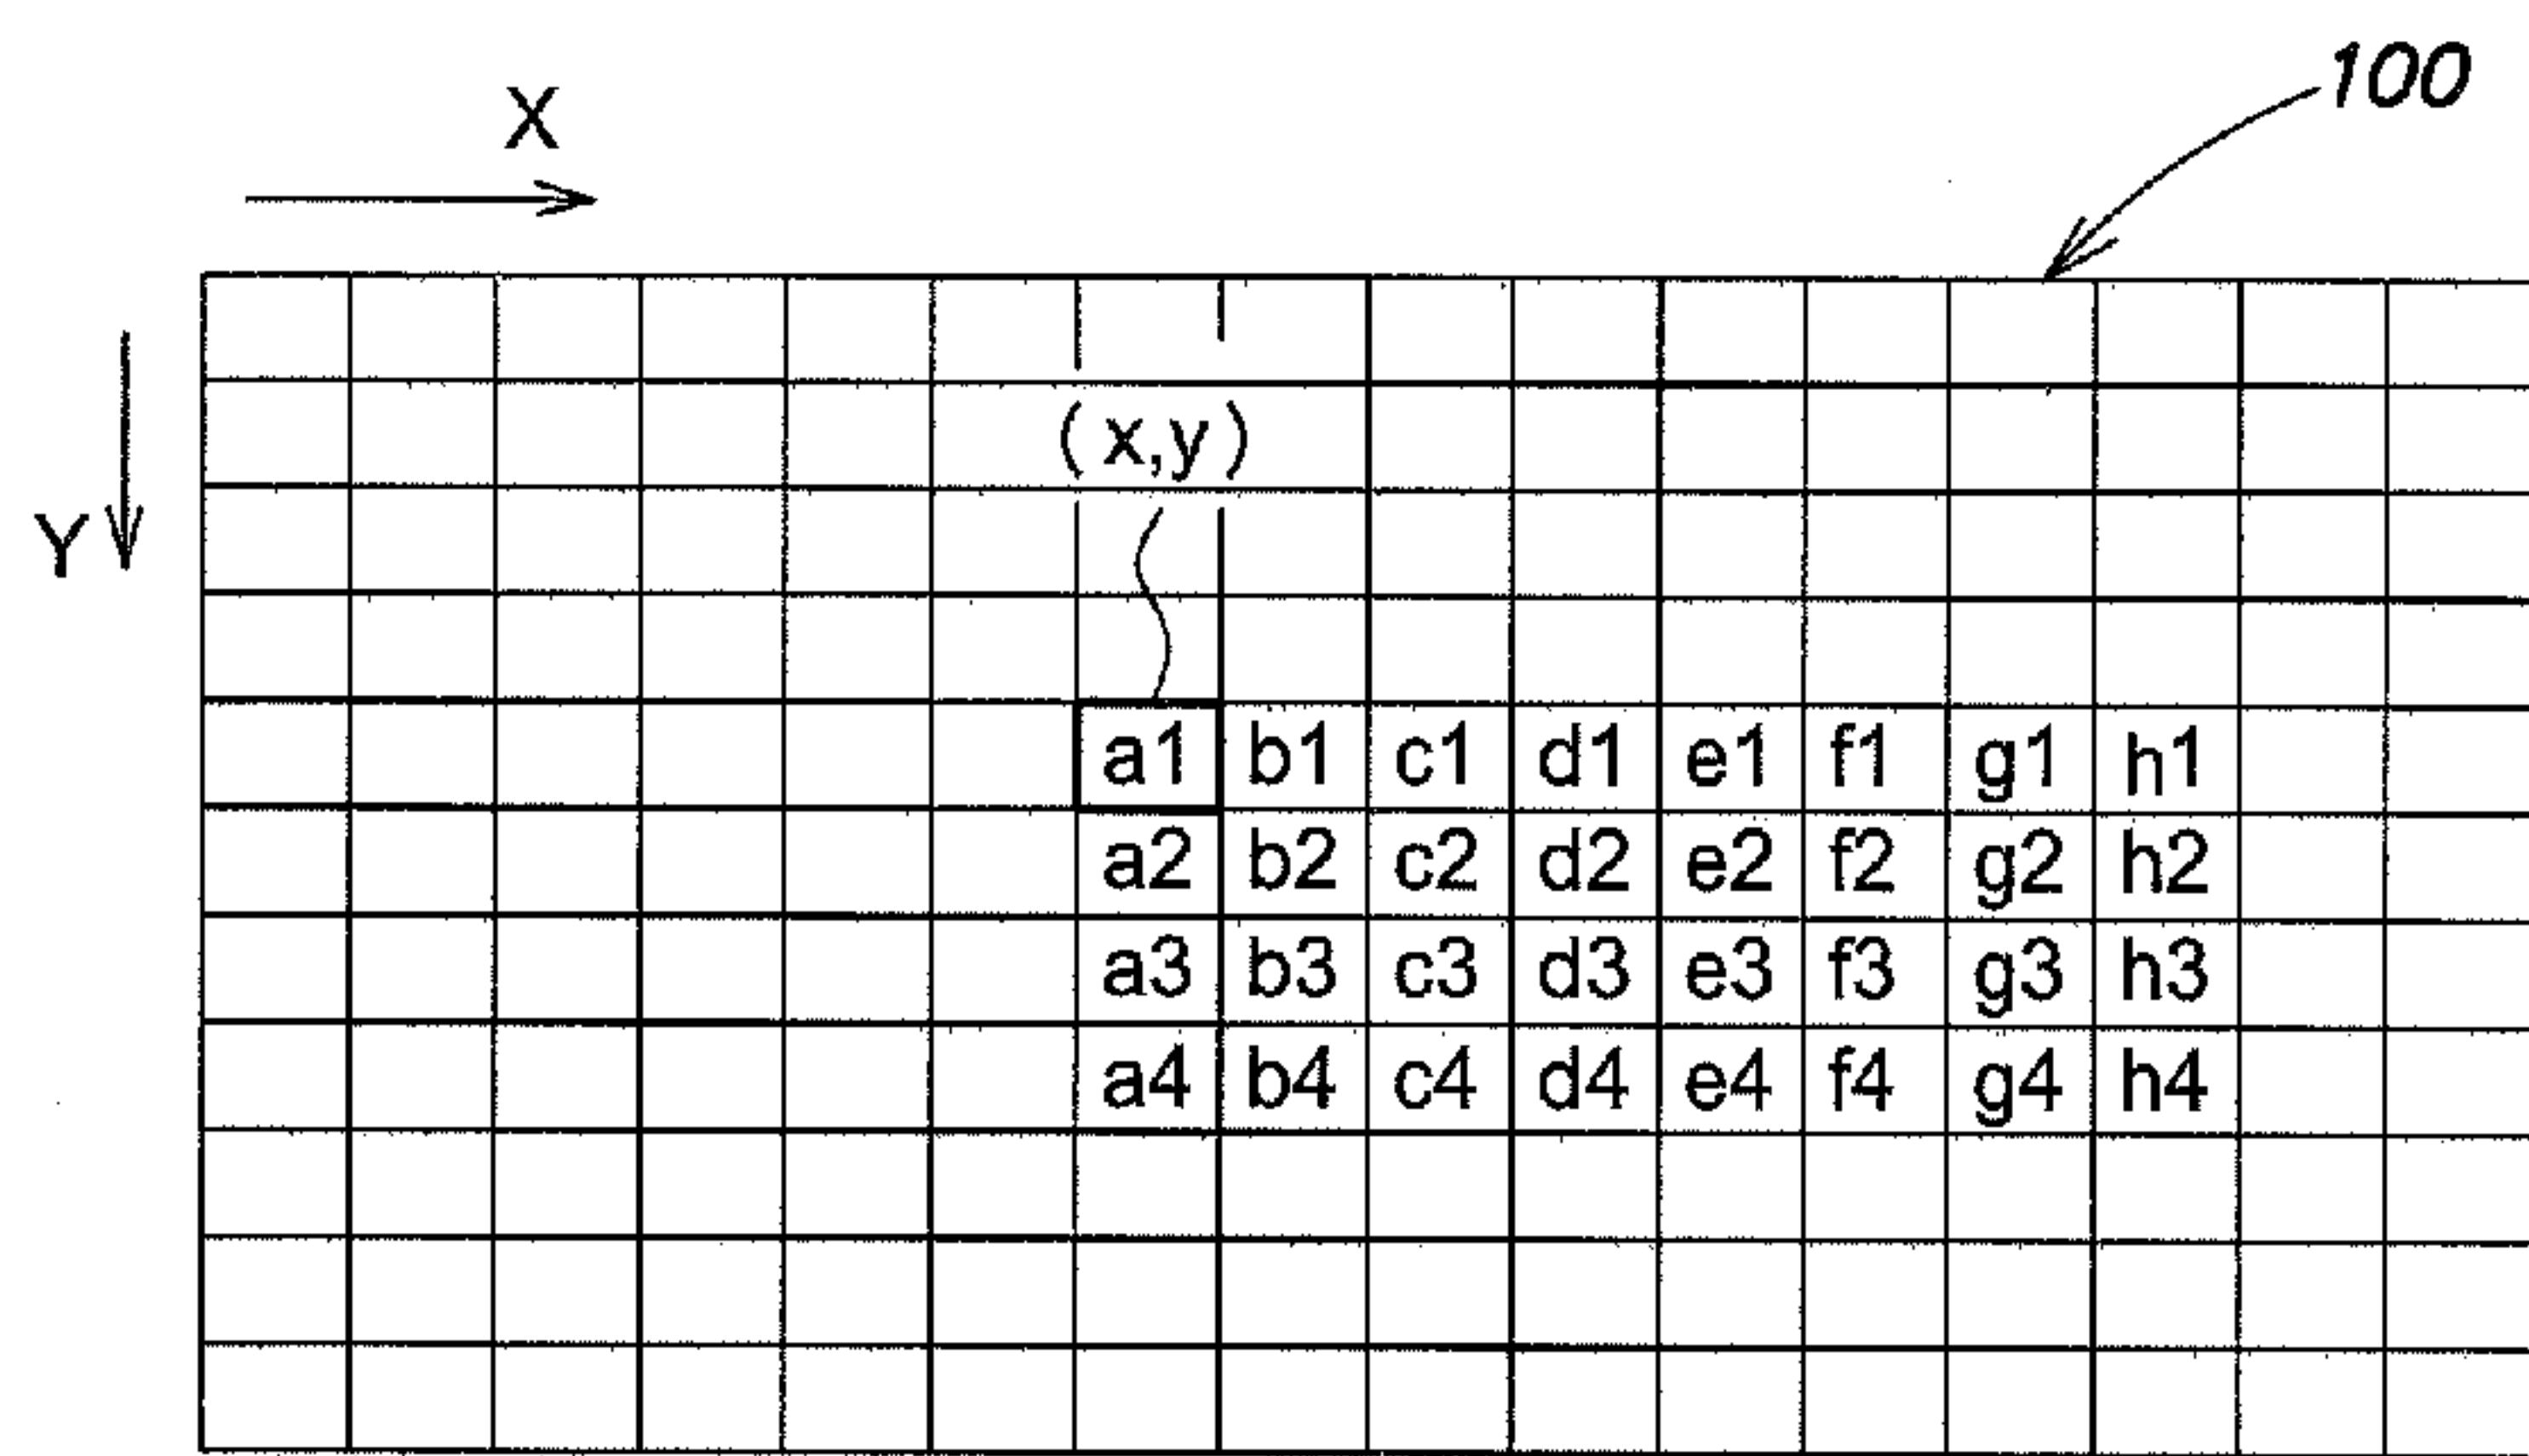 100
X
(x,y)
Y
a1 b1 c1 d1 e1 f1 g1 h1
a2 b2 c2 d2 e2 f2 g2 h2
a3 b3 c3 d3 e3 f3 g3 h3
a4 b4 c4 d4 e4 f4 g4 h4